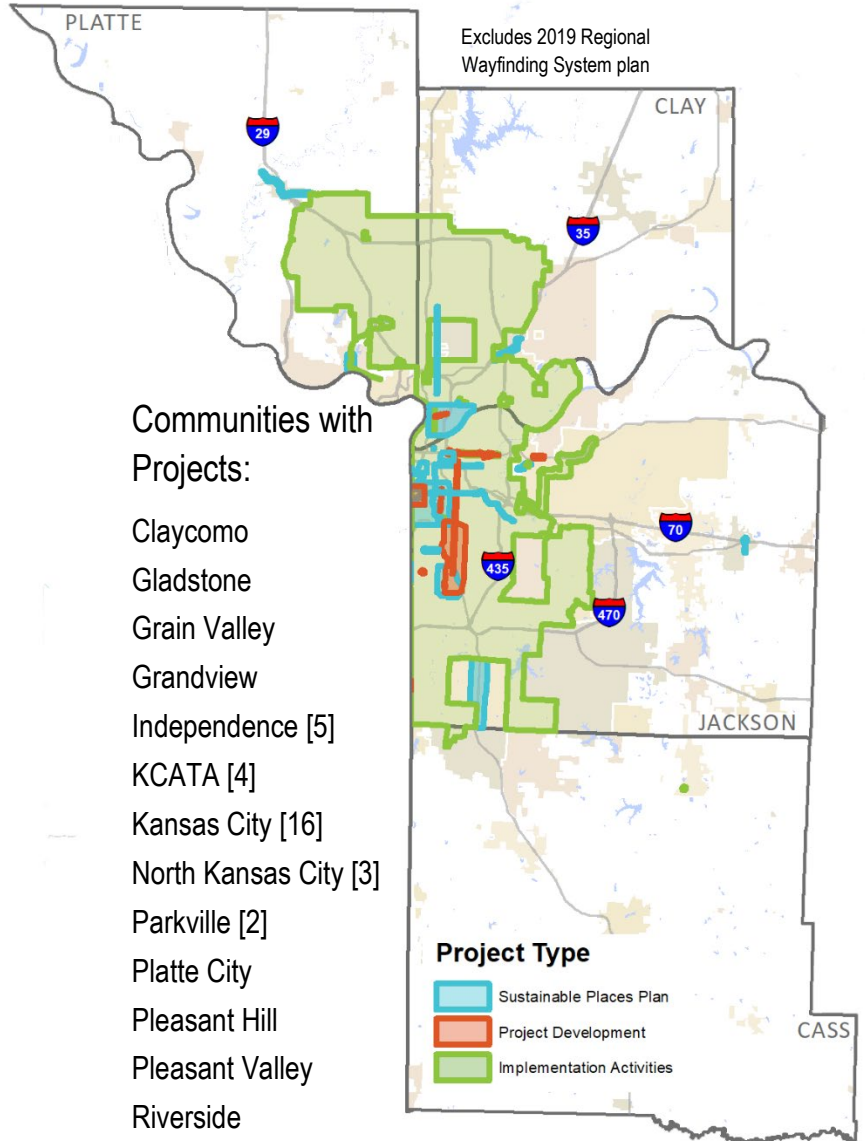 PLATTE
Excludes 2019 Regional
Wayfinding System plan
CLAY
29
35
Communities with
Projects:
Claycomo
Gladstone
Grain Valley
Grandview
Independence [5]
KCATA [4]
Kansas City [16]
North Kansas City [3]
Parkville [2]
Platte City
Pleasant Hill
Pleasant Valley
Riverside
70
435
470
JACKSON
Project Type
Sustainable Places Plan
Project Development
Implementation Activities
CASS